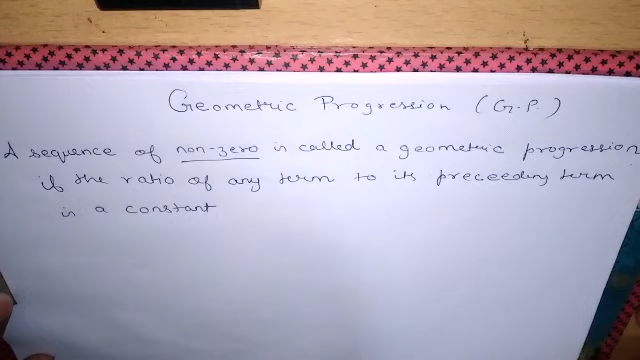 Geometric Progression (G.P.)
A sequence of non-zero is called a geometric progression
if the ratio of any term to its preceeding term
is a constant